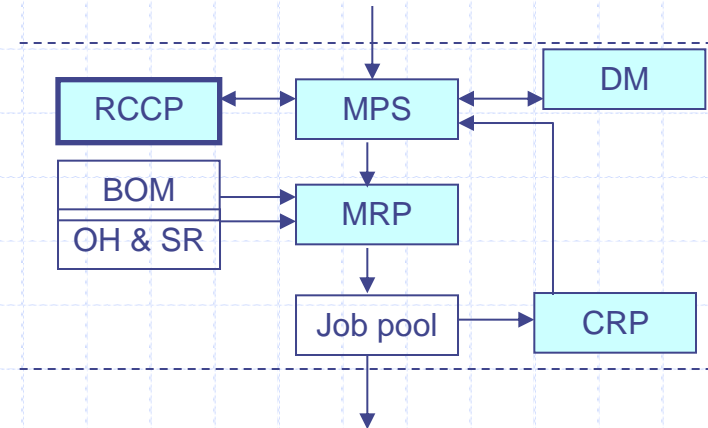 DM
RCCP
MPS
BOM
MRP
OH & SR
Job pool
CRP